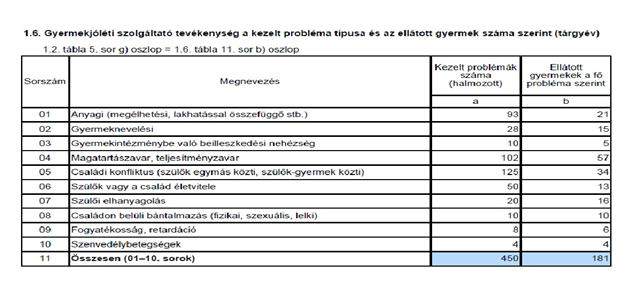 1.6. Gyermekjóléti szolgáltató tevékenység a kezelt probléma típusa és az ellátott gyermek száma szerint (tárgyév)
1.2. tábla 5. sor g) oszlop = 1.6. tábla 11. sor b) oszlop
Sorszám Megnevezés Kezelt problémák száma (halmozott) Ellátott gyermekek a fő probléma szerint
a b
01 Anyagi (megélhetési, lakhatással összefüggő stb.) 93 21
02 Gyermeknevelési 28 15
03 Gyermekintézménybe való beilleszkedési nehézség 10 5
04 Magatartászavar, teljesítményzavar 102 57
05 Családi konfliktus (szülők egymás közti, szülők-gyermek közti) 125 34
06 Szülők vagy a család életvitele 50 13
07 Szülői elhanyagolás 20 16
08 Családon belüli bántalmazás (fizikai, szexuális, lelki) 10 10
09 Fogyatékosság, retardáció 8 6
10 Szenvedélybetegségek 4 4
11 Összesen (01–10. sorok) 450 181